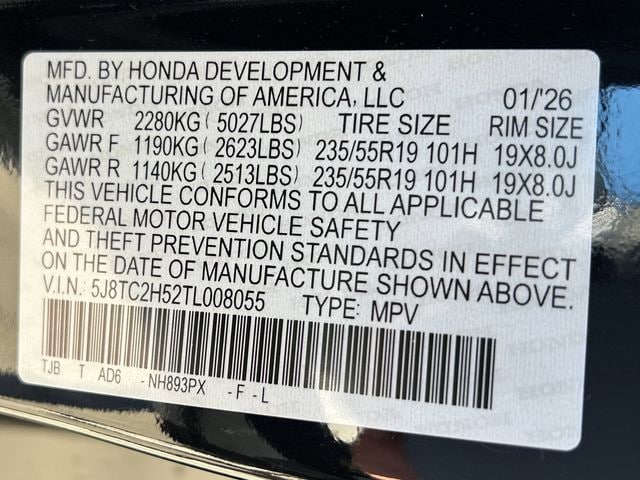 MFD. BY HONDA DEVELOPMENT &
MANUFACTURING OF AMERICA, LLC 01/'26
GVWR 2280KG ( 5027LBS) TIRE SIZE RIM SIZE
GAWR F 1190KG ( 2623LBS) 235/55R19 101H 19X8.0J
GAWR R 1140KG ( 2513LBS) 235/55R19 101H 19X8.0J
THIS VEHICLE CONFORMS TO ALL APPLICABLE
FEDERAL MOTOR VEHICLE SAFETY
AND THEFT PREVENTION STANDARDS IN EFFECT
ON THE DATE OF MANUFACTURE SHOWN ABOVE.
V.I.N.: 5J8TC2H52TL008055 TYPE: MPV
TJB T AD6 -NH893PX -F-L